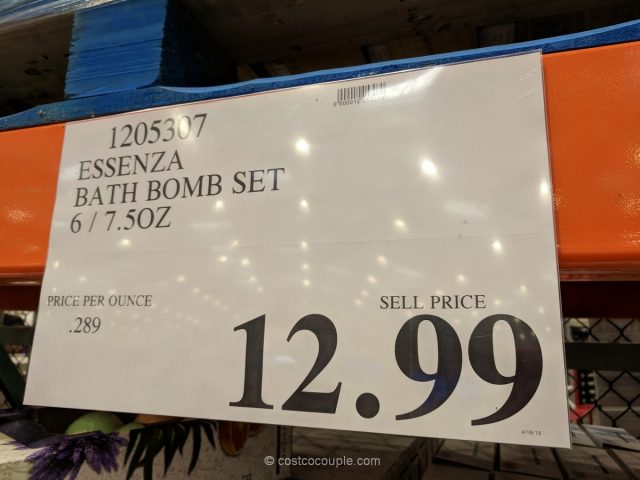 1205307
ESSENZA
BATH BOMB SET
6 / 7.5OZ
PRICE PER OUNCE
.289
SELL PRICE
12.99
4/18/18
© costcocouple.com